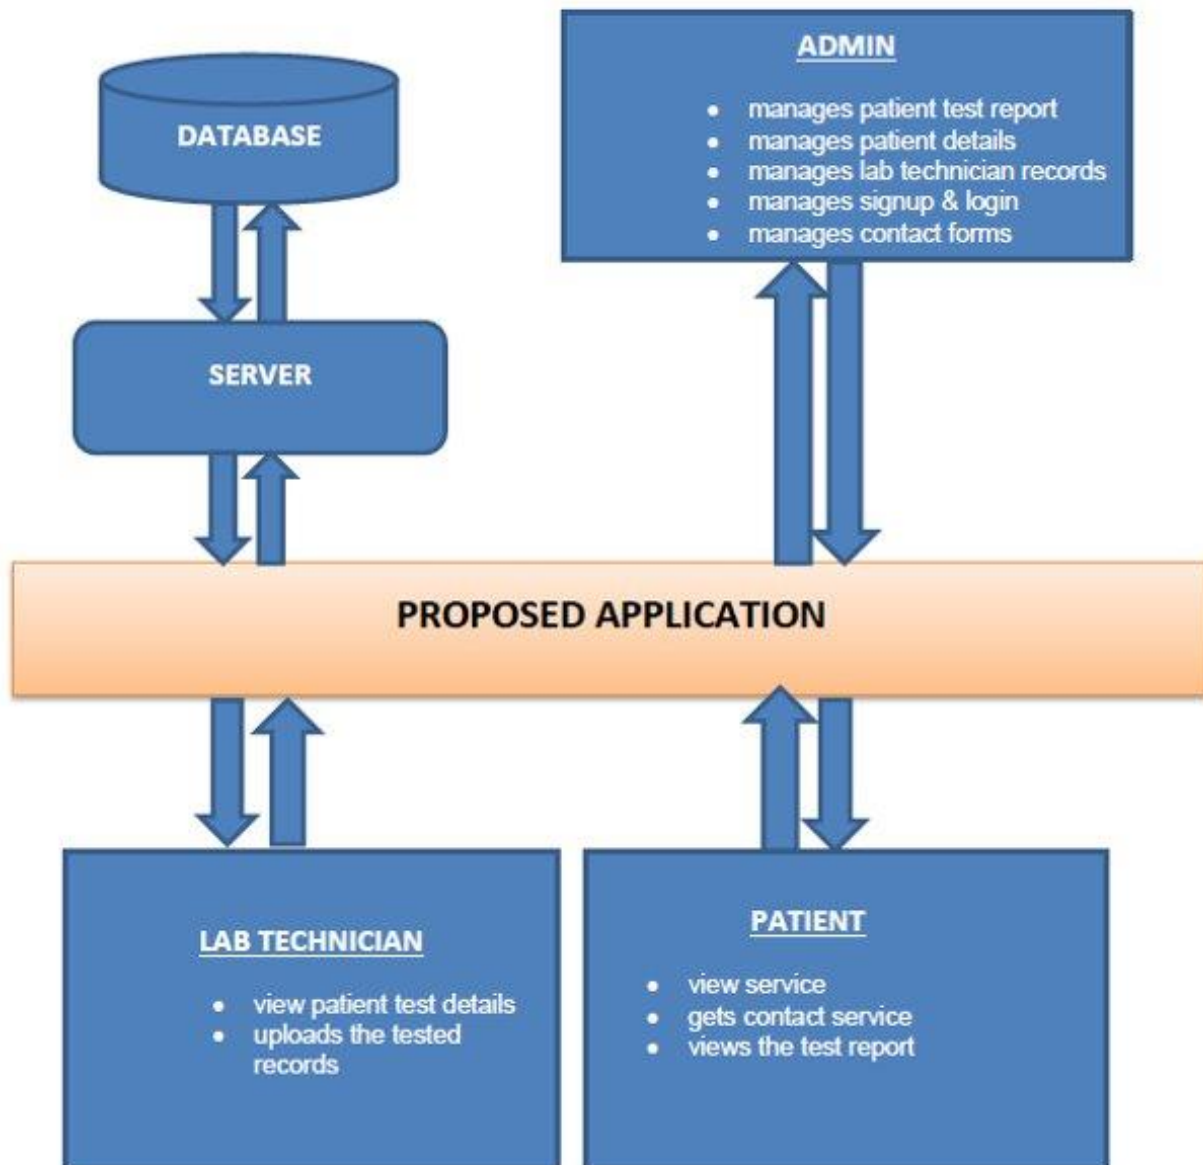 DATABASE
ADMIN
• manages patient test report
• manages patient details
• manages lab technician records
• manages signup & login
• manages contact forms
SERVER
PROPOSED APPLICATION
LAB TECHNICIAN
• view patient test details
• uploads the tested
records
PATIENT
• view service
• gets contact service
• views the test report